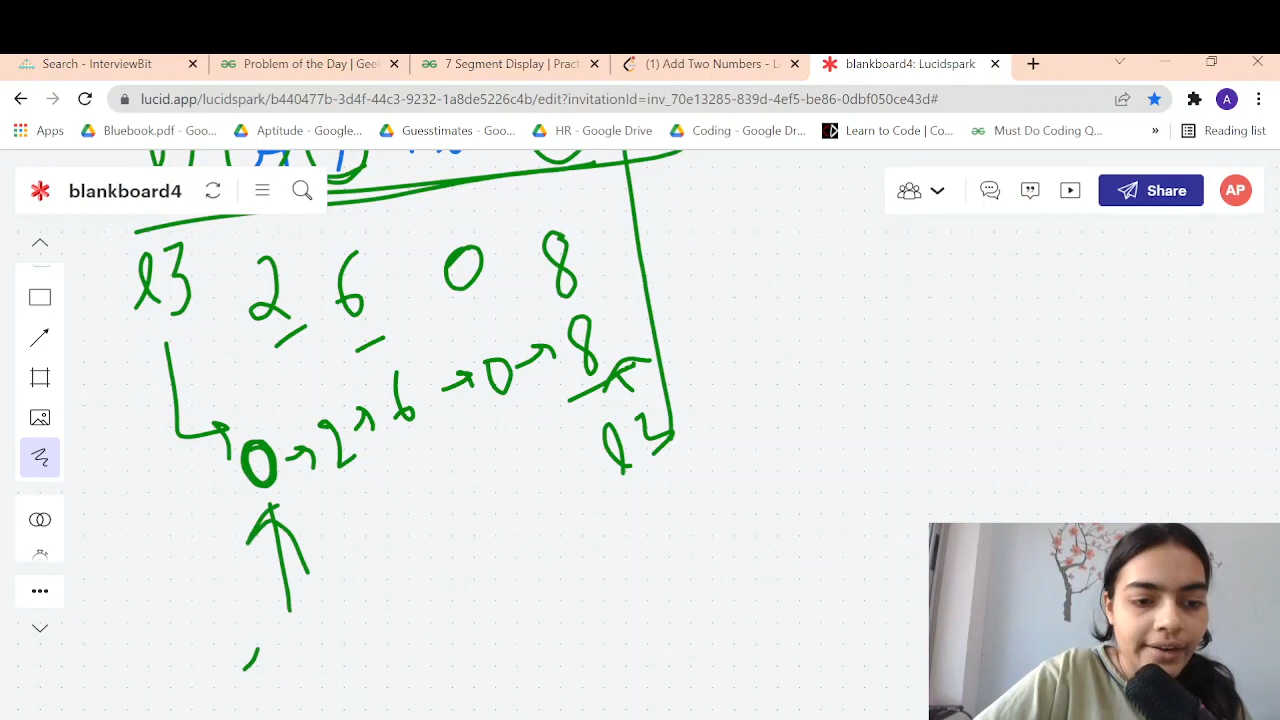 Search - InterviewBit
Problem of the Day | Geek
7 Segment Display | Pract
(1) Add Two Numbers - L
blankboard4: Lucidspark
lucid.app/lucidspark/b440477b-3d4f-44c3-9232-1a8de5226c4b/edit?invitationId=inv_70e13285-839d-4ef5-be86-0dbf050ce43d#
A
Apps
Bluebook.pdf - Goo...
Aptitude - Google...
Guesstimates - Goo...
HR - Google Drive
Coding - Google Dr...
Learn to Code | Co...
Must Do Coding Q...
»
Reading list
blankboard4
Share
AP
l3 2 6 0 8
0→2→6→0→8
l2